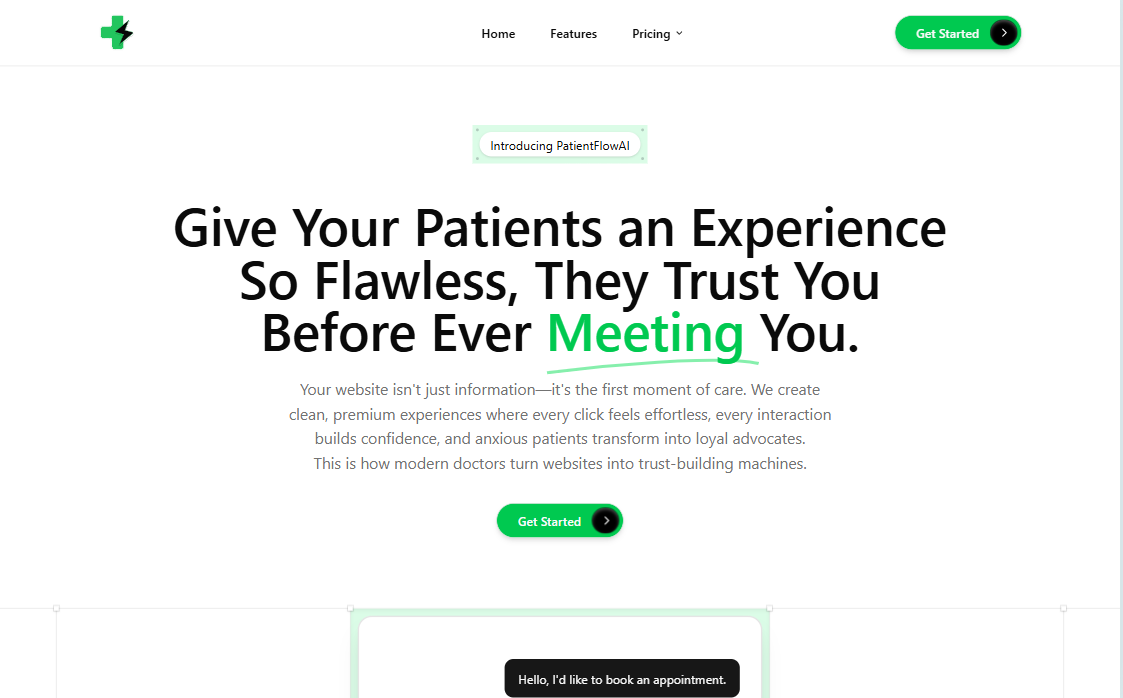 Home
Features
Pricing
Get Started
Introducing PatientFlowAI
Give Your Patients an Experience
So Flawless, They Trust You
Before Ever Meeting You.
Your website isn't just information—it's the first moment of care. We create
clean, premium experiences where every click feels effortless, every interaction
builds confidence, and anxious patients transform into loyal advocates.
This is how modern doctors turn websites into trust-building machines.
Get Started
Hello, I'd like to book an appointment.